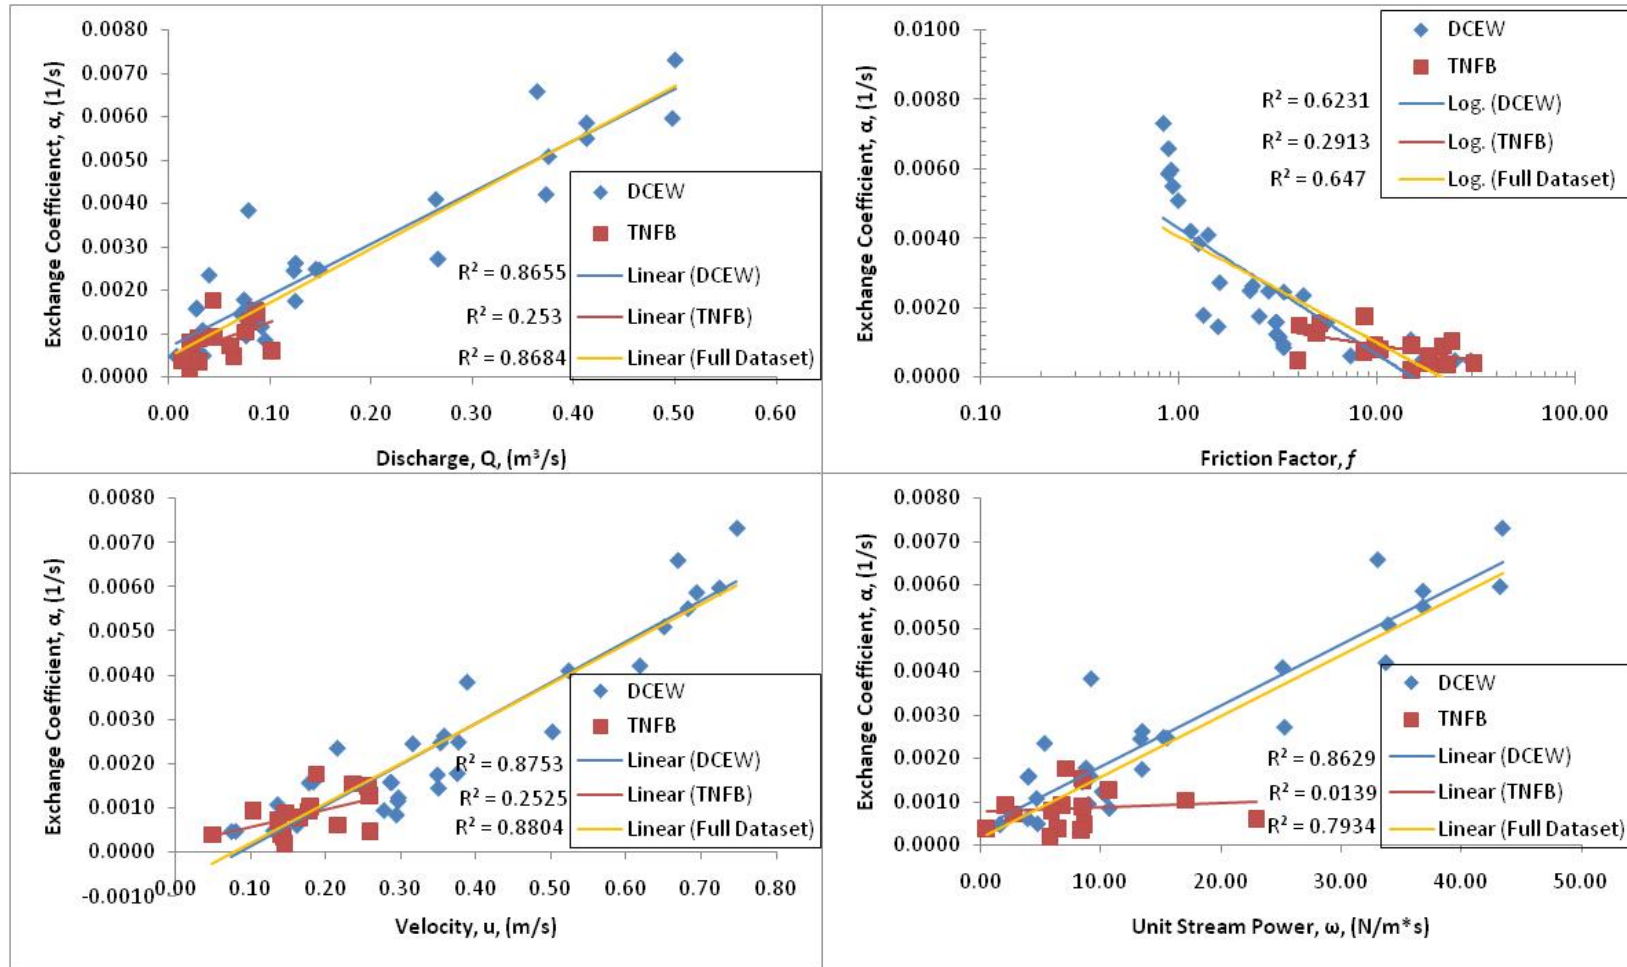 0.0080
0.0070
0.0060
0.0050
0.0040
0.0030
0.0020
0.0010
0.0000
Exchange Coefficienct, α, (1/s)
0.00 0.10 0.20 0.30 0.40 0.50 0.60
Discharge, Q, (m³/s)
DCEW
TNFB
Linear (DCEW)
Linear (TNFB)
Linear (Full Dataset)
R² = 0.8655
R² = 0.253
R² = 0.8684
0.0100
0.0080
0.0060
0.0040
0.0020
0.0000
Exchange Coefficient, α, (1/s)
0.10 1.00 10.00 100.00
Friction Factor, f
DCEW
TNFB
Log. (DCEW)
Log. (TNFB)
Log. (Full Dataset)
R² = 0.6231
R² = 0.2913
R² = 0.647
0.0080
0.0070
0.0060
0.0050
0.0040
0.0030
0.0020
0.0010
0.0000
-0.0010
Exchange Coefficient, α, (1/s)
0.00 0.10 0.20 0.30 0.40 0.50 0.60 0.70 0.80
Velocity, u, (m/s)
DCEW
TNFB
Linear (DCEW)
Linear (TNFB)
Linear (Full Dataset)
R² = 0.8753
R² = 0.2525
R² = 0.8804
0.0080
0.0070
0.0060
0.0050
0.0040
0.0030
0.0020
0.0010
0.0000
Exchange Coefficient, α, (1/s)
0.00 10.00 20.00 30.00 40.00 50.00
Unit Stream Power, ω, (N/m*s)
DCEW
TNFB
Linear (DCEW)
Linear (TNFB)
Linear (Full Dataset)
R² = 0.8629
R² = 0.0139
R² = 0.7934